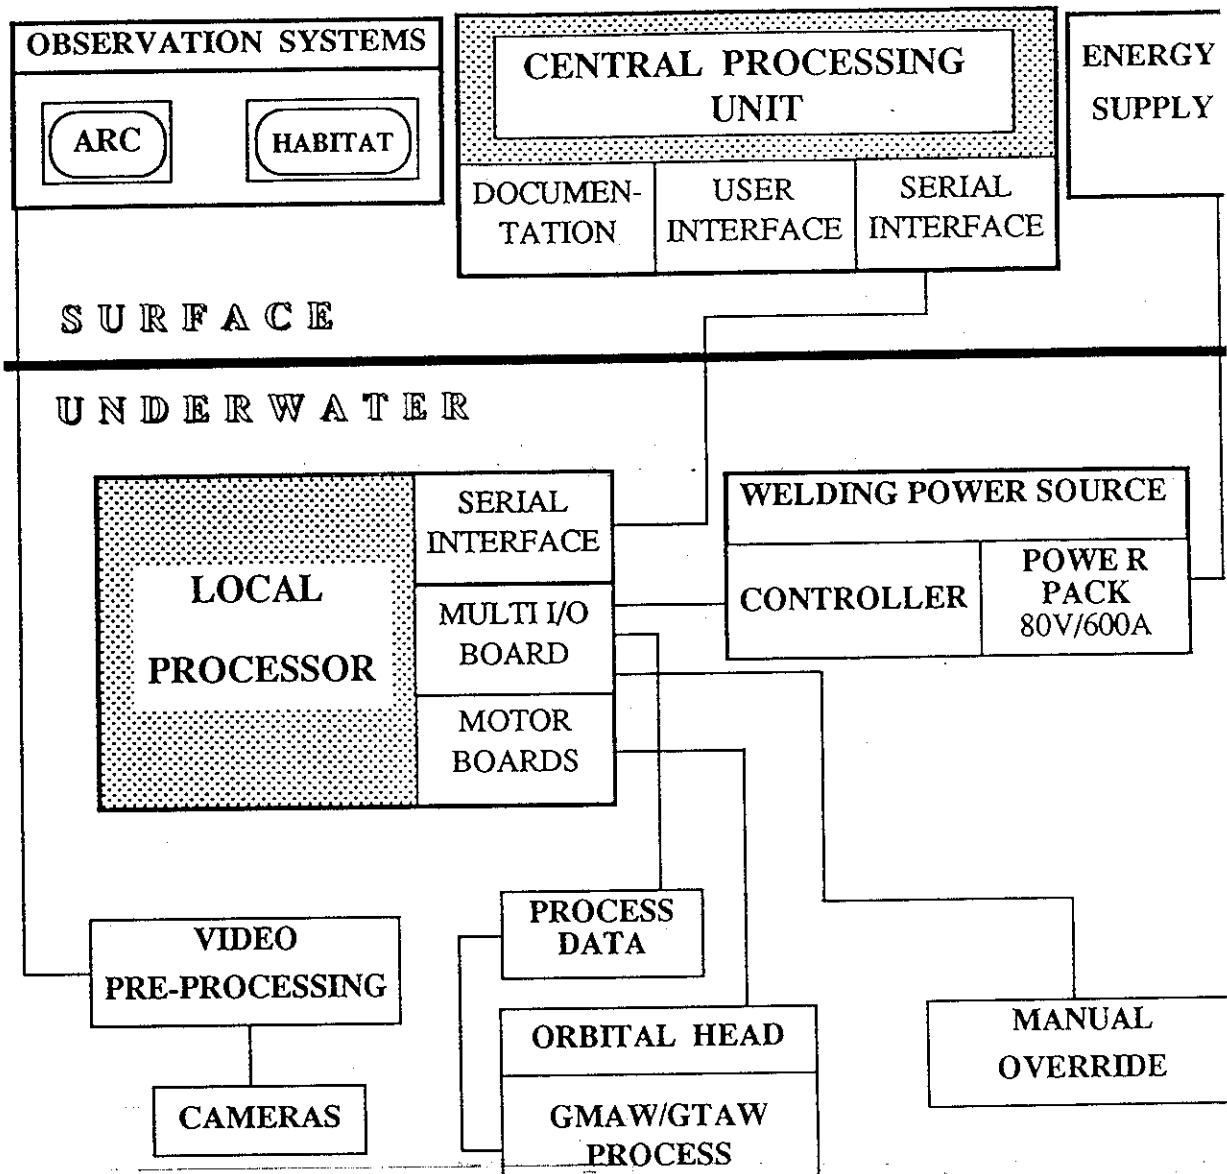 OBSERVATION SYSTEMS
ARC
HABITAT
CENTRAL PROCESSING
UNIT
DOCUMEN-
TATION
USER
INTERFACE
SERIAL
INTERFACE
ENERGY
SUPPLY
SURFACE
UNDERWATER
LOCAL
PROCESSOR
SERIAL
INTERFACE
MULTI I/O
BOARD
MOTOR
BOARDS
WELDING POWER SOURCE
CONTROLLER
POWE R
PACK
80V/600A
VIDEO
PRE-PROCESSING
CAMERAS
PROCESS
DATA
ORBITAL HEAD
GMAW/GTAW
PROCESS
MANUAL
OVERRIDE